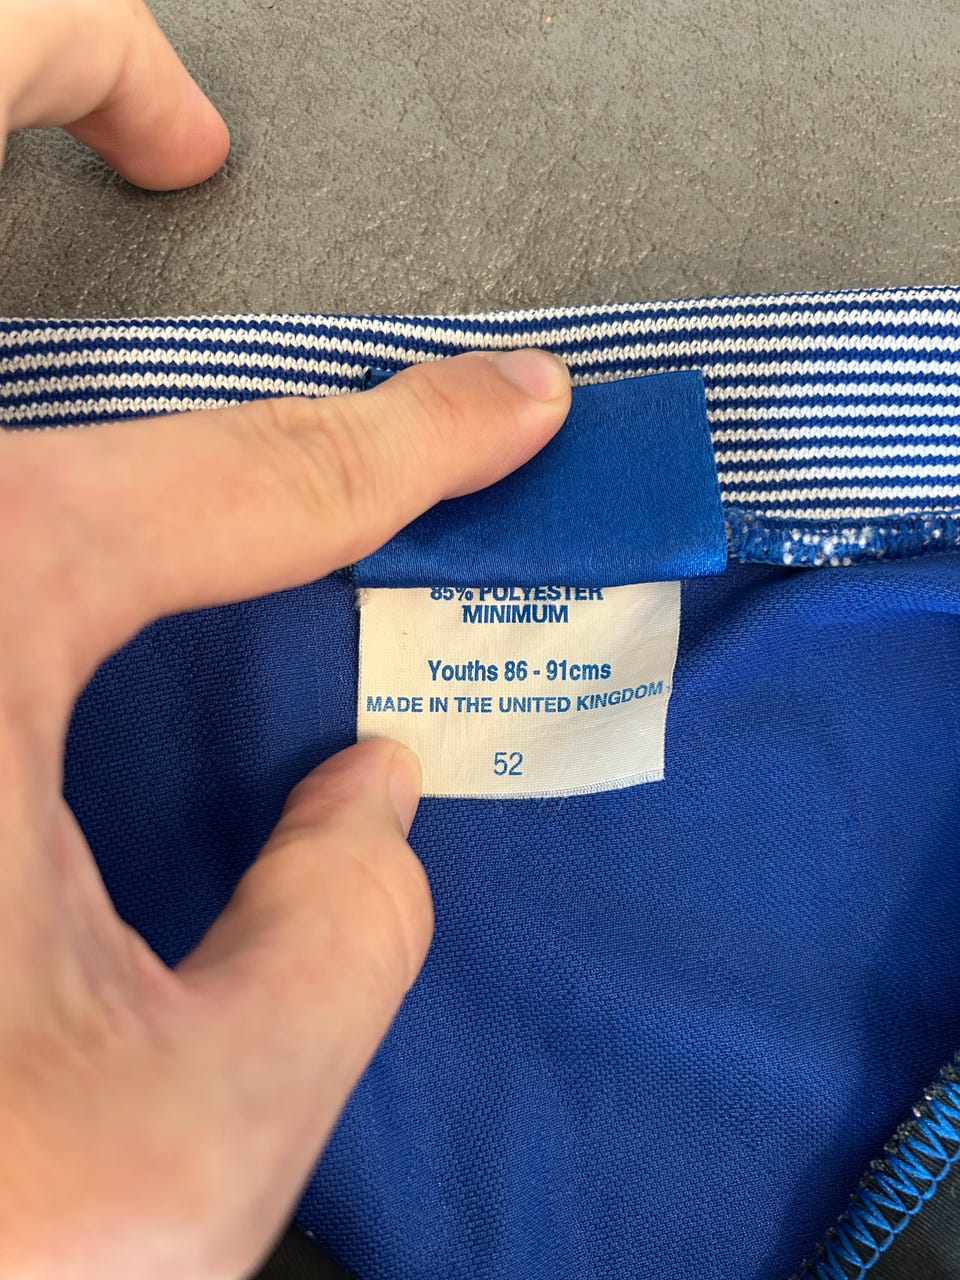 85% POLYESTER
MINIMUM
Youths 86 - 91cms
MADE IN THE UNITED KINGDOM
52